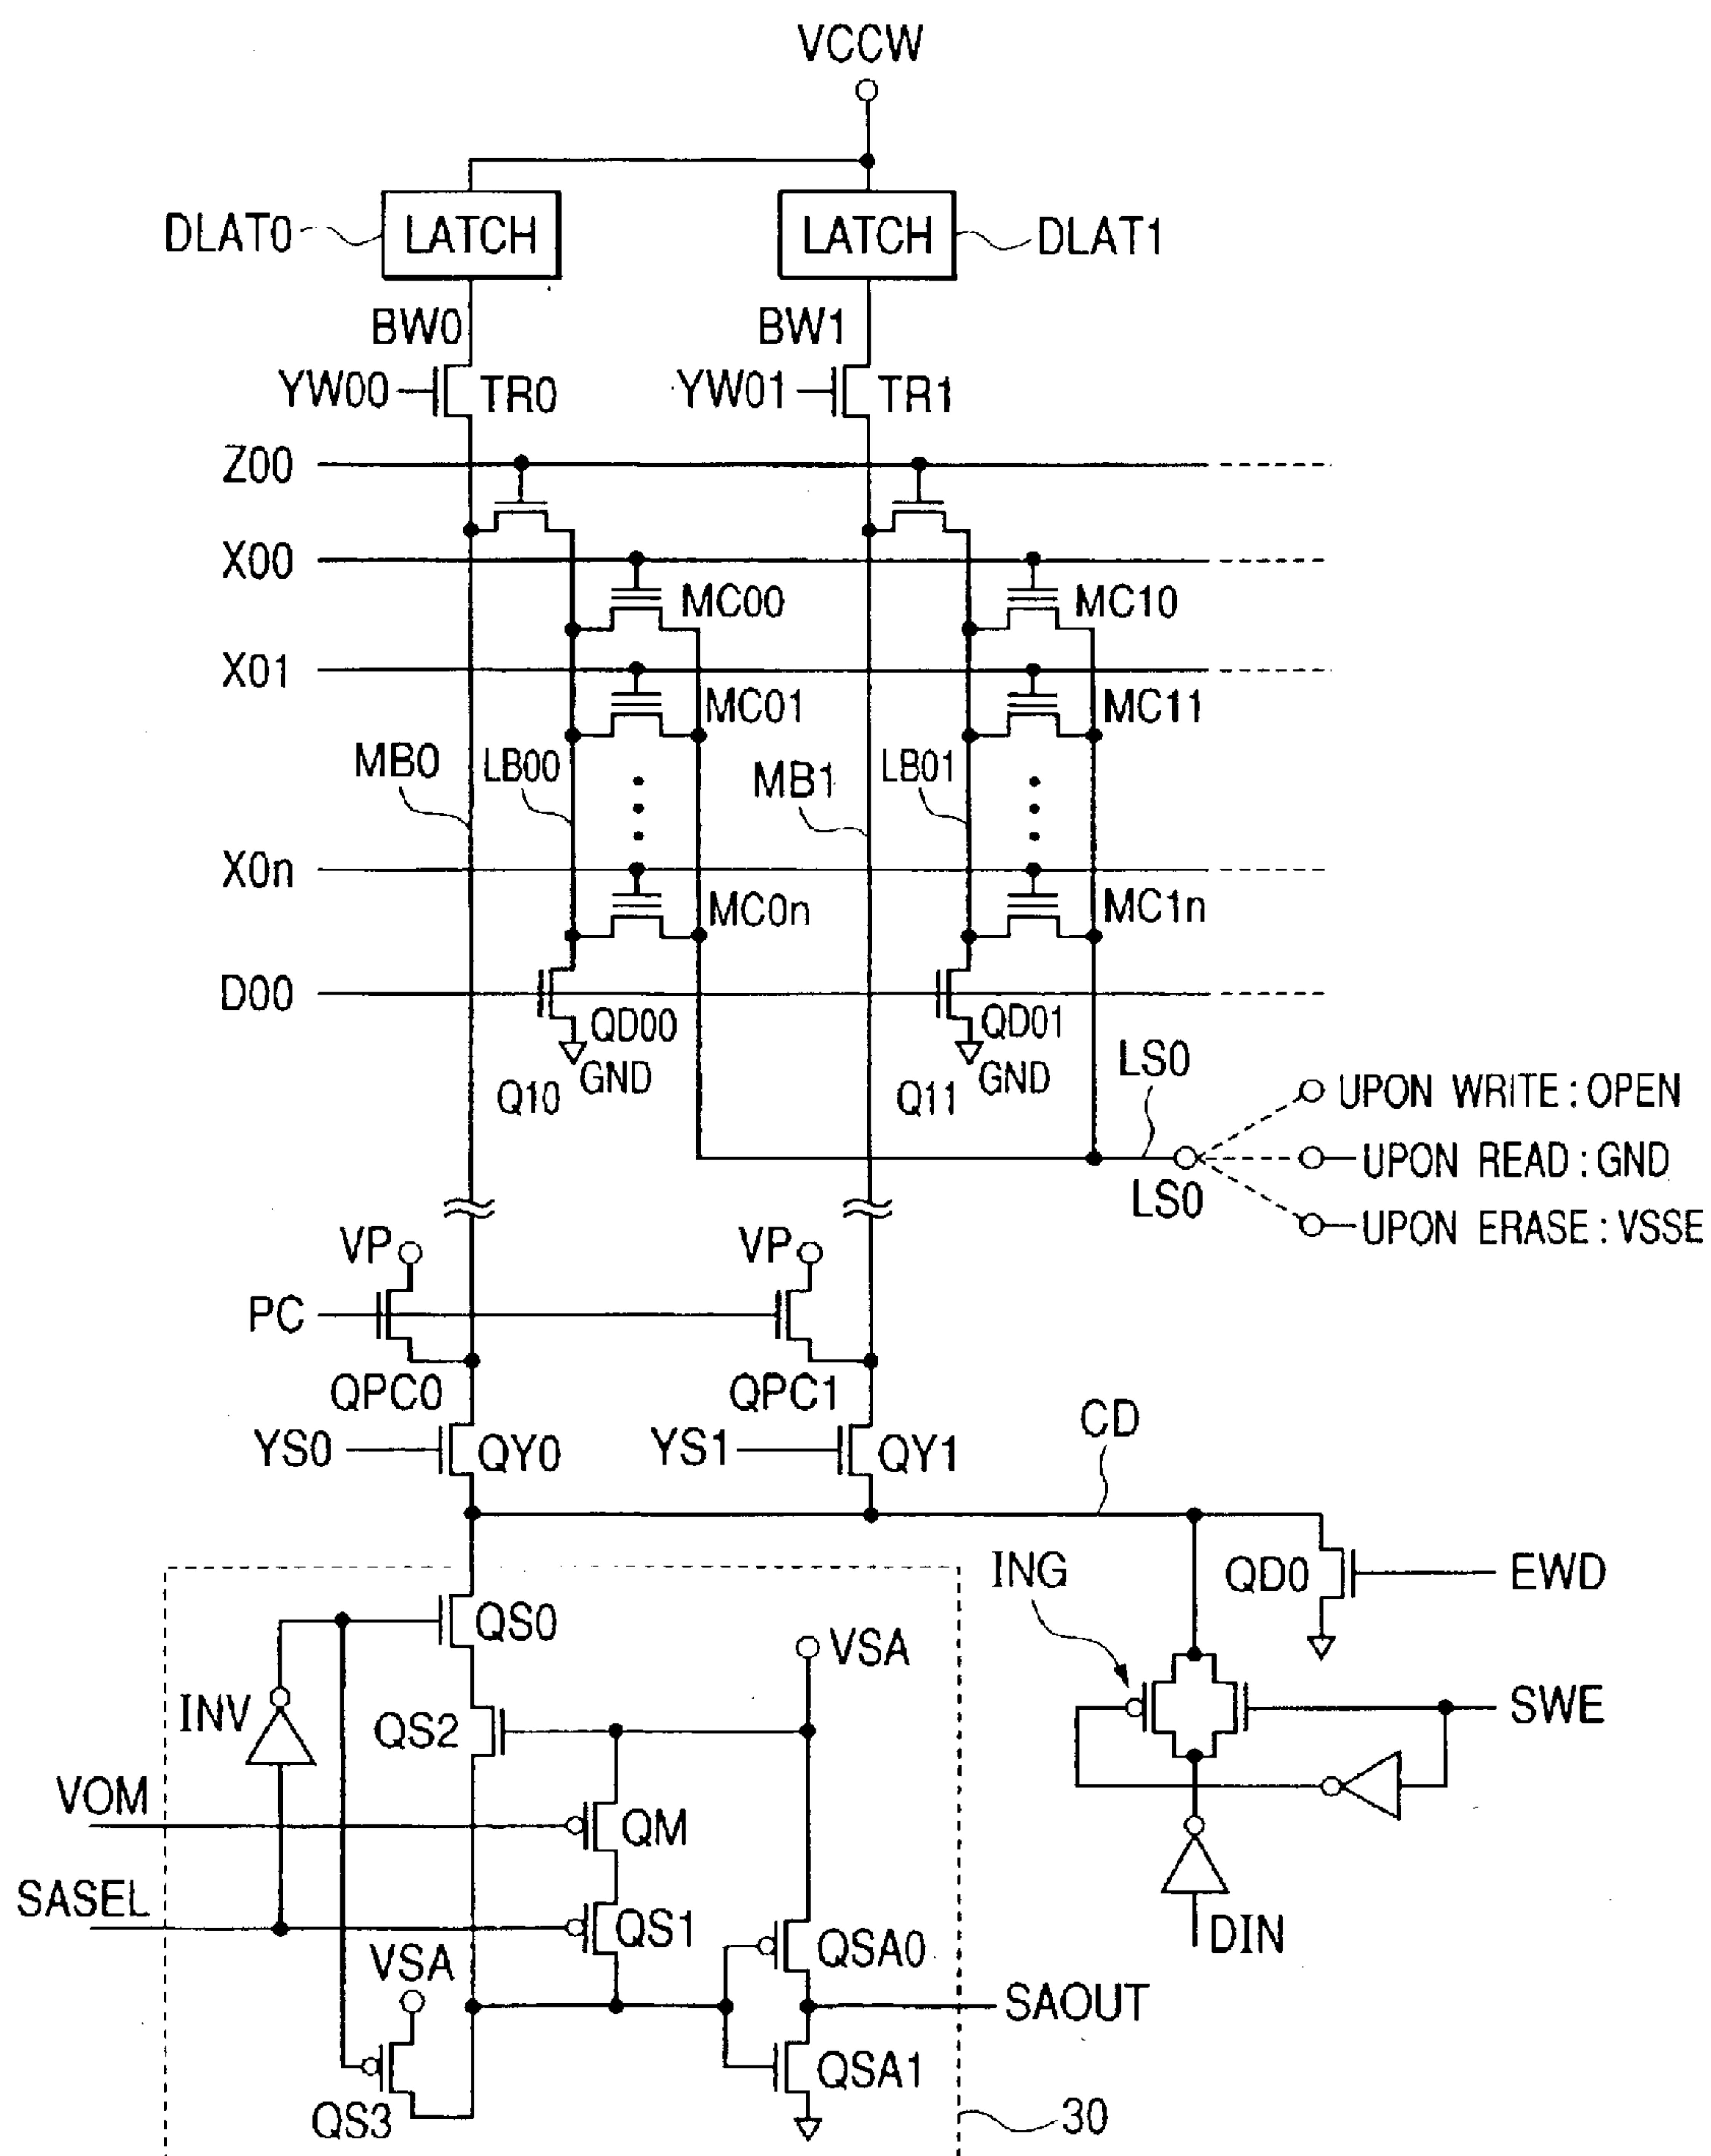 VCCW
DLAT0
LATCH
LATCH
DLAT1
BW0
BW1
YW00
TR0
YW01
TR1
Z00
X00
MC00
MC10
X01
MC01
MC11
MB0
LB00
MB1
LB01
X0n
MC0n
MC1n
D00
QD00
QD01
GND
GND
Q10
Q11
LS0
UPON WRITE : OPEN
UPON READ : GND
LS0
UPON ERASE : VSSE
VP
VP
PC
QPC0
QPC1
YS0
QY0
YS1
QY1
CD
ING
QD0
EWD
QS0
VSA
INV
QS2
SWE
VOM
QM
SASEL
QS1
VSA
QSA0
DIN
SAOUT
QS3
QSA1
30